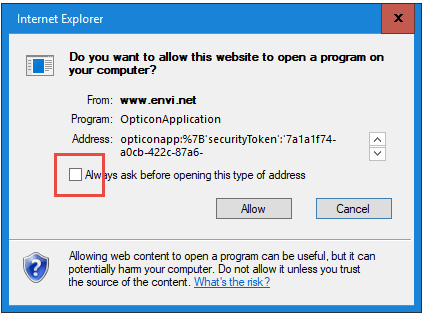 Internet Explorer
x
Do you want to allow this website to open a program on
your computer?
From: www.envi.net
Program: OpticonApplication
Address: opticonapp:%7B'securityToken':'7a1a1f74-
a0cb-422c-87a6-
Always ask before opening this type of address
Allow Cancel
Allowing web content to open a program can be useful, but it can
potentially harm your computer. Do not allow it unless you trust
the source of the content. What's the risk?